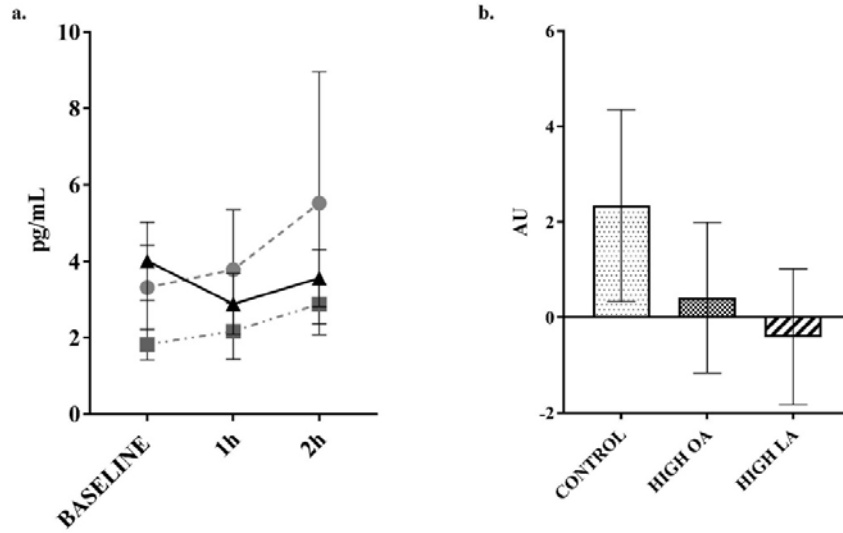 a.
10
8
6
4
2
0
pg/mL
BASELINE
1h
2h
b.
6
4
2
0
-2
AU
CONTROL
HIGH OA
HIGH LA